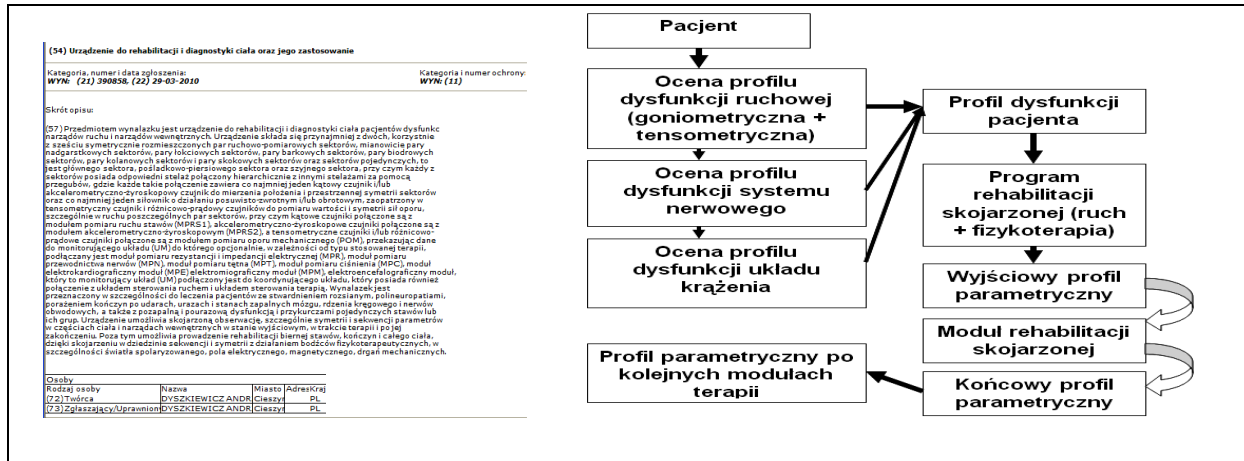 (54) Urządzenie do rehabilitacji i diagnostyki ciała oraz jego zastosowanie
Kategoria, numer i data zgłoszenia:
WYN: (21) 390858, (22) 29-03-2010
Kategoria i numer ochrony:
WYN: (11)
Skrót opisu:
(57) Przedmiotem wynalazku jest urządzenie do rehabilitacji i diagnostyki ciała pacjentów dysfunkc
narządów ruchu i narządów wewnętrznych. Urządzenie składa się przynajmniej z dwóch, korzystnie
z sześciu symetrycznie rozmieszczonych par ruchowo-pomiarowych sektorów, mianowicie pary
nadgarstkowych sektorów, pary łokciowych sektorów, pary barkowych sektorów, pary biodrowych
sektorów, pary kolanowych sektorów i pary skokowych sektorów oraz sektorów pojedynczych, to
jest głównego sektora, pośladkowo-piersiowego sektora oraz szyjnego sektora, przy czym każdy z
sektorów posiada odpowiedni stelaż połączony hierarchicznie z innymi stelażami za pomocą
przegubów, gdzie każde takie połączenie zawiera co najmniej jeden kątowy czujnik i/lub
akcelerometryczno-żyroskopowy czujnik do mierzenia położenia i przestrzennej symetrii sektorów
oraz co najmniej jeden siłownik o działaniu posuwisto-zwrotnym i/lub obrotowym, zaopatrzony w
tensometryczny czujnik i różnicowo-prądowy czujników do pomiaru wartości i symetrii sił oporu,
szczególnie w ruchu poszczególnych par sektorów, przy czym kątowe czujniki połączone są z
modułem pomiaru ruchu stawów (MPRS1), akcelerometryczno-żyroskopowe czujniki połączone są z
modułem akcelerometryczno-żyroskopowym (MPRS2), a tensometryczne czujniki i/lub różnicowo-
prądowe czujniki połączone są z modułem pomiaru oporu mechanicznego (POM), przekazując dane
do monitorującego układu (UM) do którego opcjonalnie, w zależności od typu stosowanej terapii,
podłączany jest moduł pomiaru rezystancji i impedancji elektrycznej (MPR), moduł pomiaru
przewodnictwa nerwów (MPN), moduł pomiaru tętna (MPT), moduł pomiaru ciśnienia (MPC), moduł
elektrokardiograficzny moduł (MPE) elektromiograficzny moduł (MPM), elektroencefalograficzny moduł,
który to monitorujący układ (UM) podłączony jest do koordynującego układu, który posiada również
połączenie z układem sterowania ruchem i układem sterowania terapią. Wynalazek jest
przeznaczony w szczególności do leczenia pacjentów ze stwardnieniem rozsianym, polineuropatiami,
porażeniem kończyn po udarach, urazach i stanach zapalnych mózgu, rdzenia kręgowego i nerwów
obwodowych, a także z pozapalną i pourazową dysfunkcją i przykurczami pojedynczych stawów lub
ich grup. Urządzenie umożliwia skojarzoną obserwację, szczególnie symetrii i sekwencji parametrów
w częściach ciała i narządach wewnętrznych w stanie wyjściowym, w trakcie terapii i po jej
zakończeniu. Poza tym umożliwia prowadzenie rehabilitacji biernej stawów, kończyn i całego ciała,
dzięki skojarzeniu w dziedzinie sekwencji i symetrii z działaniem bodźców fizykoterapeutycznych, w
szczególności światła spolaryzowanego, pola elektrycznego, magnetycznego, drgań mechanicznych.
Osoby
Rodzaj osoby Nazwa Miasto Adres Kraj
(72) Twórca DYSZKIEWICZ ANDR Cieszyn PL
(73) Zgłaszający/Uprawnion DYSZKIEWICZ ANDR Cieszyn PL
Pacjent
Ocena profilu
dysfunkcji ruchowej
(goniometryczna +
tensometryczna)
Ocena profilu
dysfunkcji systemu
nerwowego
Ocena profilu
dysfunkcji układu
krążenia
Profil dysfunkcji
pacjenta
Program
rehabilitacji
skojarzonej (ruch
+ fizykoterapia)
Wyjściowy profil
parametryczny
Moduł rehabilitacji
skojarzonej
Końcowy profil
parametryczny
Profil parametryczny po
kolejnych modułach
terapii